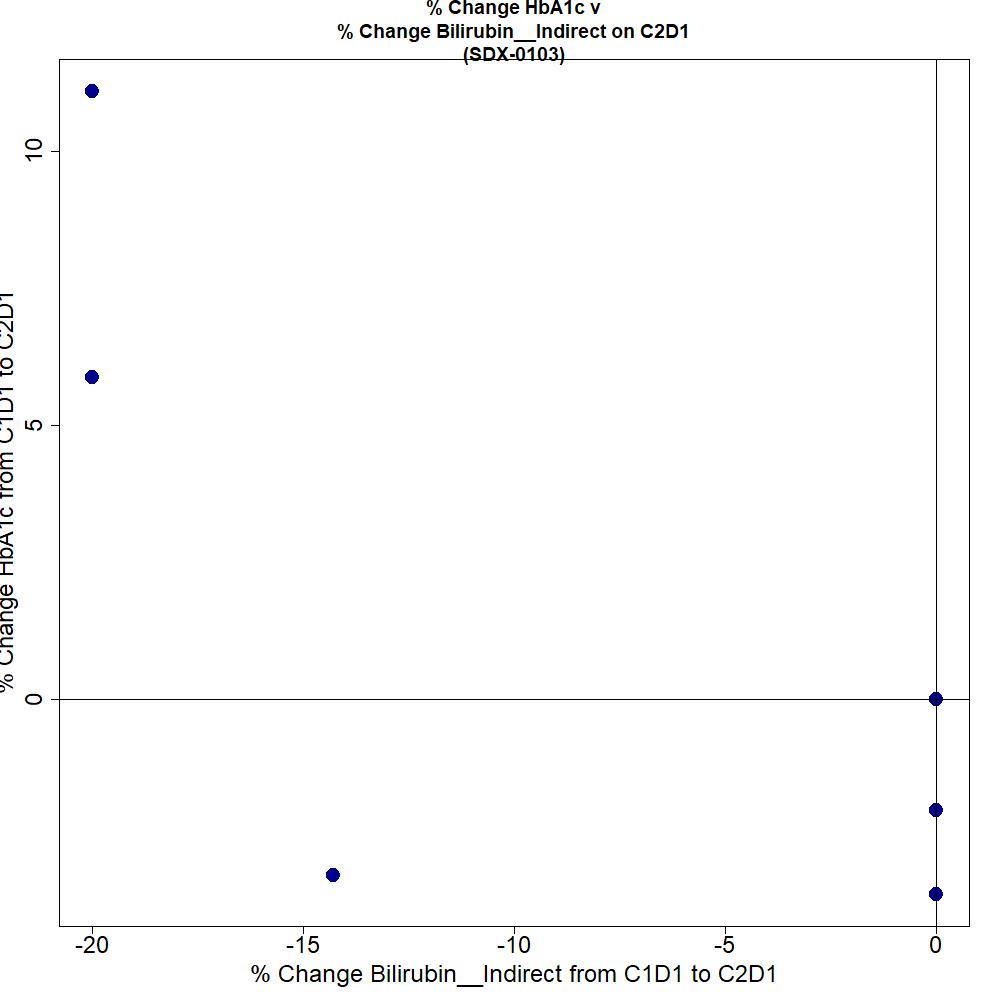 % Change HbA1c v
% Change Bilirubin__Indirect on C2D1
(SDX-0103)
% Change HbA1c from C1D1 to C2D1
10
5
0
-20
-15
-10
-5
0
% Change Bilirubin__Indirect from C1D1 to C2D1